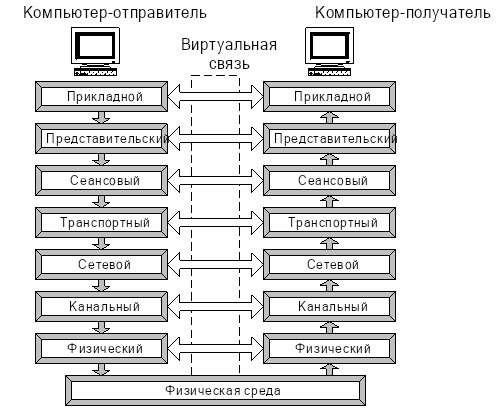 Компьютер-отправитель
Компьютер-получатель
Виртуальная
связь
Прикладной
Прикладной
Представительский
Представительский
Сеансовый
Сеансовый
Транспортный
Транспортный
Сетевой
Сетевой
Канальный
Канальный
Физический
Физический
Физическая среда